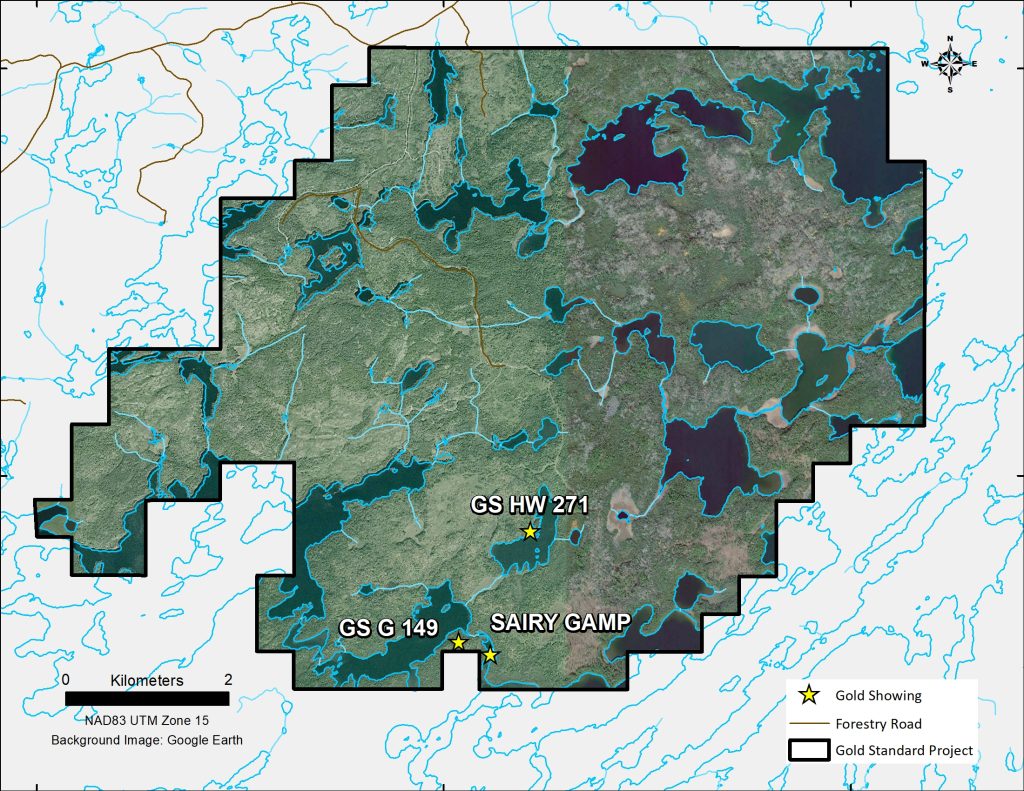 N
W E
S
GS HW 271
GS G 149
SAIRY GAMP
0 Kilometers 2
NAD83 UTM Zone 15
Background Image: Google Earth
Gold Showing
Forestry Road
Gold Standard Project